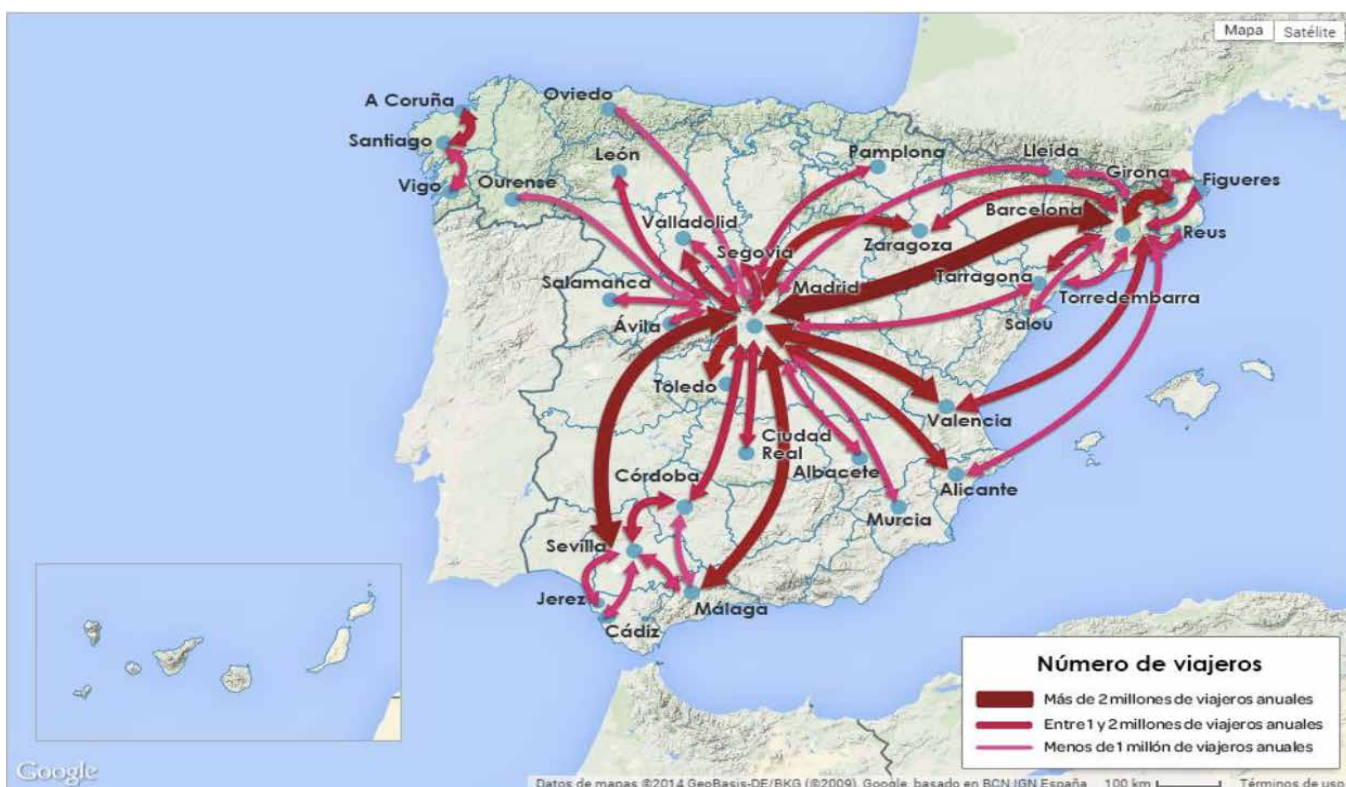 Mapa
Satélite
A Coruña
Oviedo
Santiago
León
Pamplona
Lleida
Girona
Vigo
Ourense
Figueres
Valladolid
Barcelona
Zaragoza
Reus
Segovia
Salamanca
Madrid
Tarragona
Torredembarra
Ávila
Salou
Toledo
Valencia
Ciudad
Real
Córdoba
Albacete
Alicante
Murcia
Sevilla
Jerez
Málaga
Cádiz
Número de viajeros
Más de 2 millones de viajeros anuales
Entre 1 y 2 millones de viajeros anuales
Menos de 1 millón de viajeros anuales
Google
Datos de mapas ©2014 GeoBasis-DE/BKG (©2009), Google, basado en BCN IGN España
100 km
Términos de uso